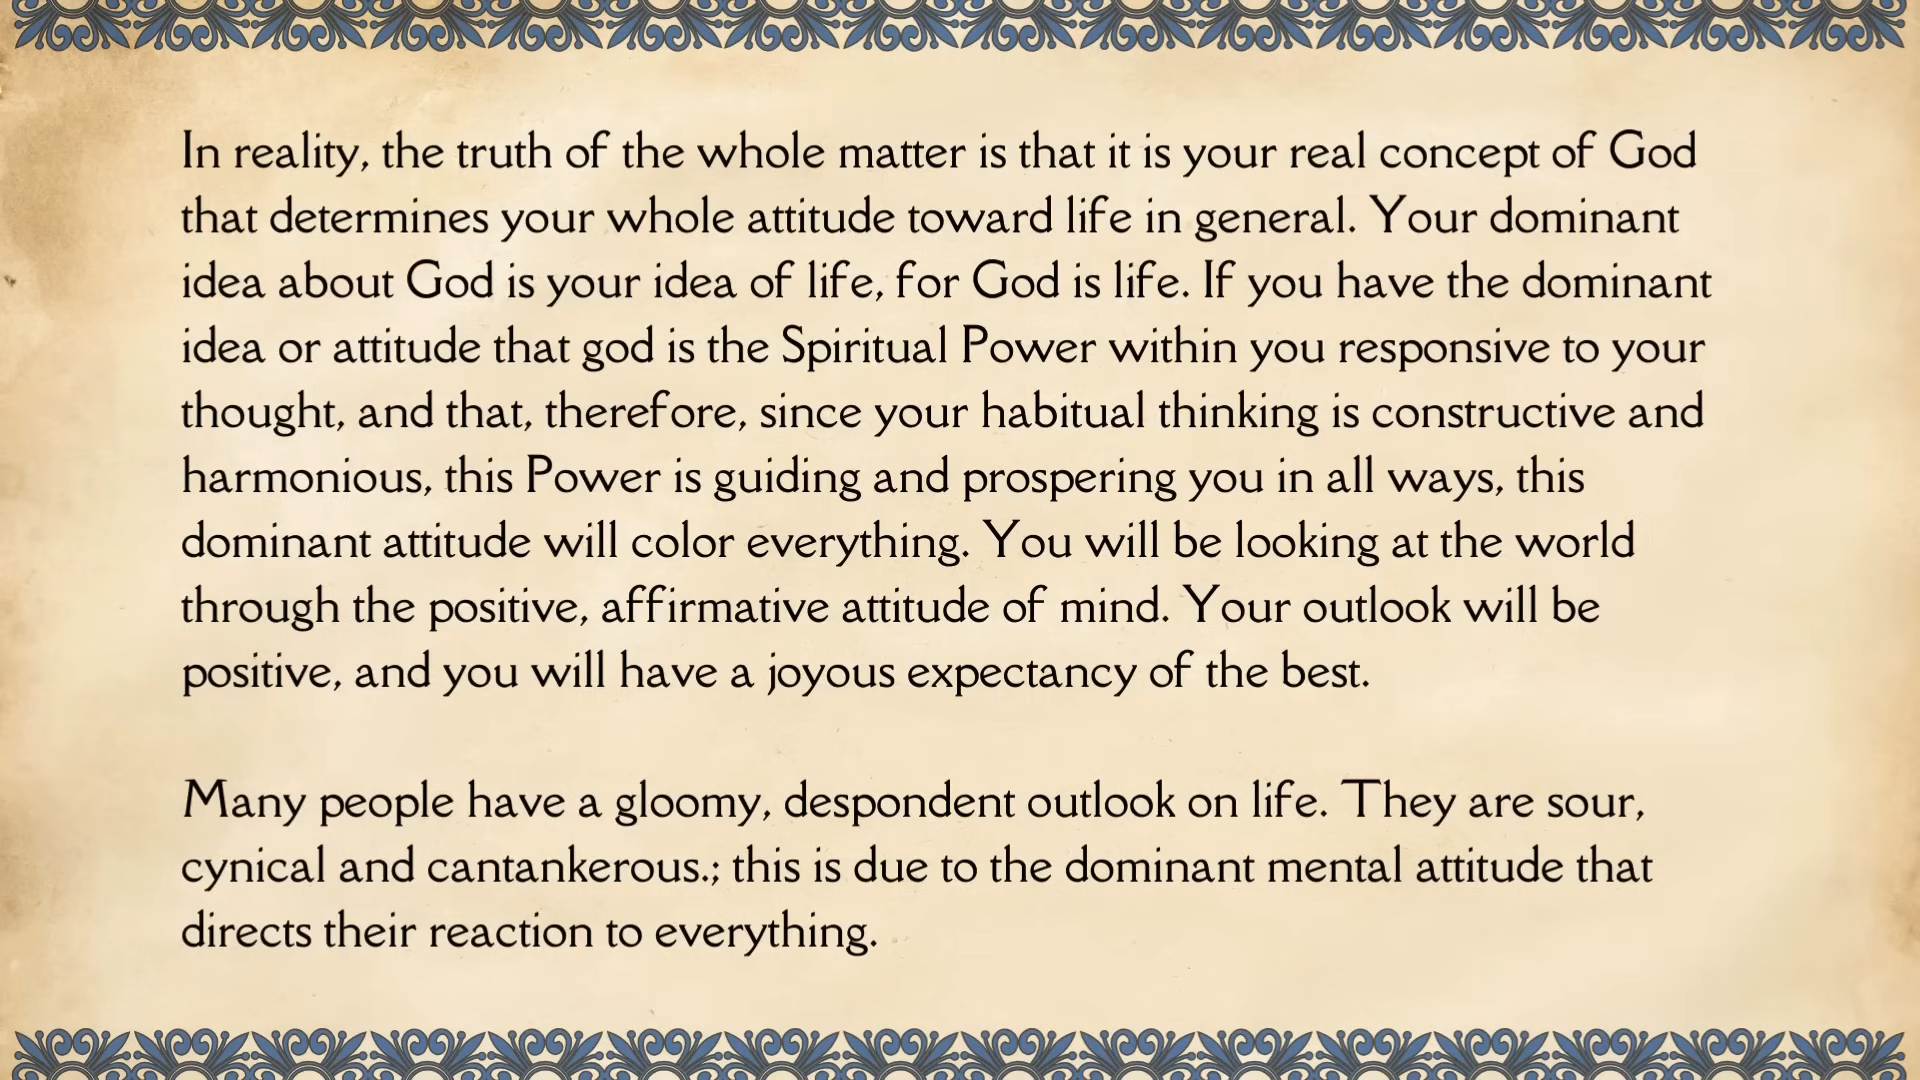 In reality, the truth of the whole matter is that it is your real concept of God
that determines your whole attitude toward life in general. Your dominant
idea about God is your idea of life, for God is life. If you have the dominant
idea or attitude that god is the Spiritual Power within you responsive to your
thought, and that, therefore, since your habitual thinking is constructive and
harmonious, this Power is guiding and prospering you in all ways, this
dominant attitude will color everything. You will be looking at the world
through the positive, affirmative attitude of mind. Your outlook will be
positive, and you will have a joyous expectancy of the best.
Many people have a gloomy, despondent outlook on life. They are sour,
cynical and cantankerous.; this is due to the dominant mental attitude that
directs their reaction to everything.